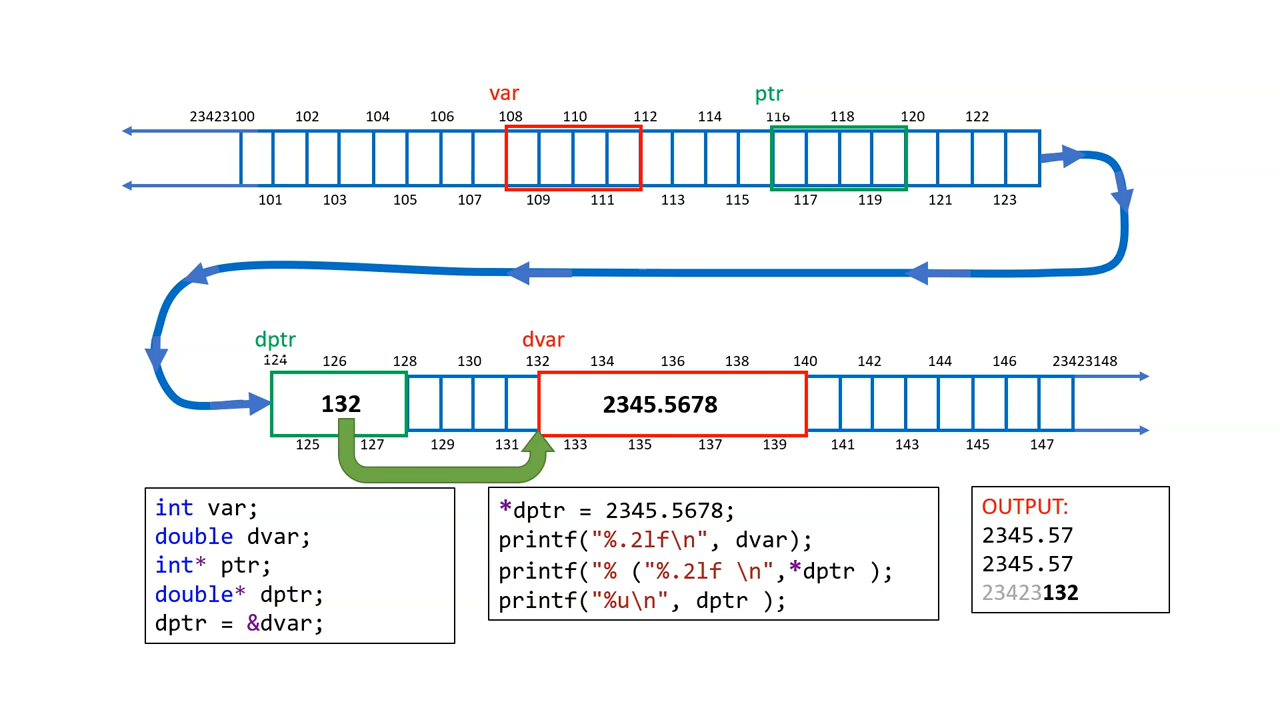 var ptr
23423100 102 104 106 108 110 112 114 116 118 120 122
101 103 105 107 109 111 113 115 117 119 121 123
dptr dvar
124 126 128 130 132 134 136 138 140 142 144 146 23423148
132 2345.5678
125 127 129 131 133 135 137 139 141 143 145 147
int var;
double dvar;
int* ptr;
double* dptr;
dptr = &dvar;
*dptr = 2345.5678;
printf("%.2lf\n", dvar);
printf("% ("%.2lf \n",*dptr );
printf("%u\n", dptr );
OUTPUT:
2345.57
2345.57
23423132